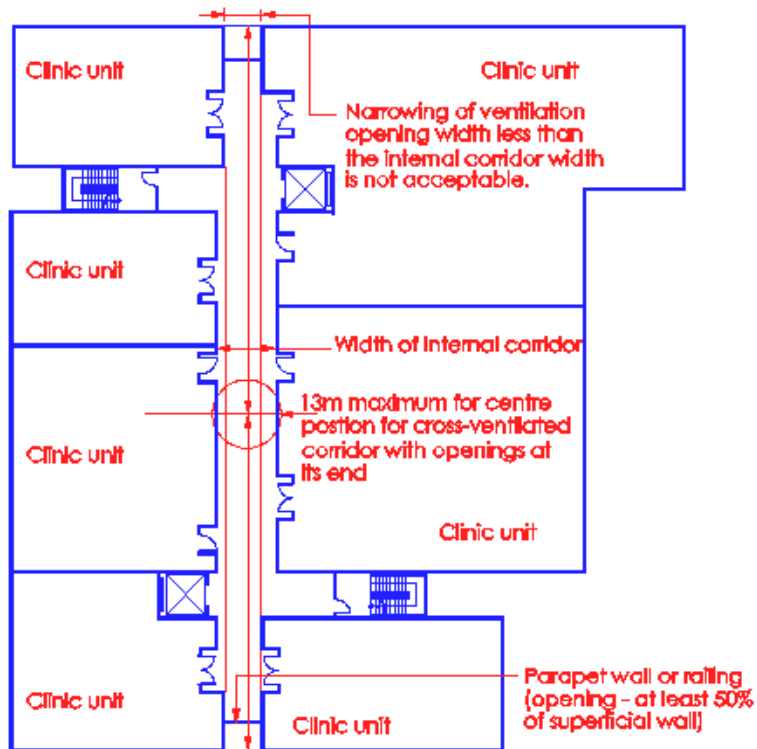 Clinic unit
Clinic unit
Narrowing of ventilation
opening width less than
the internal corridor width
is not acceptable.
Clinic unit
Width of internal corridor
13m maximum for centre
postion for cross-ventilated
corridor with openings at
its end
Clinic unit
Clinic unit
Parapet wall or railing
(opening - at least 50%
of superficial wall)
Clinic unit
Clinic unit